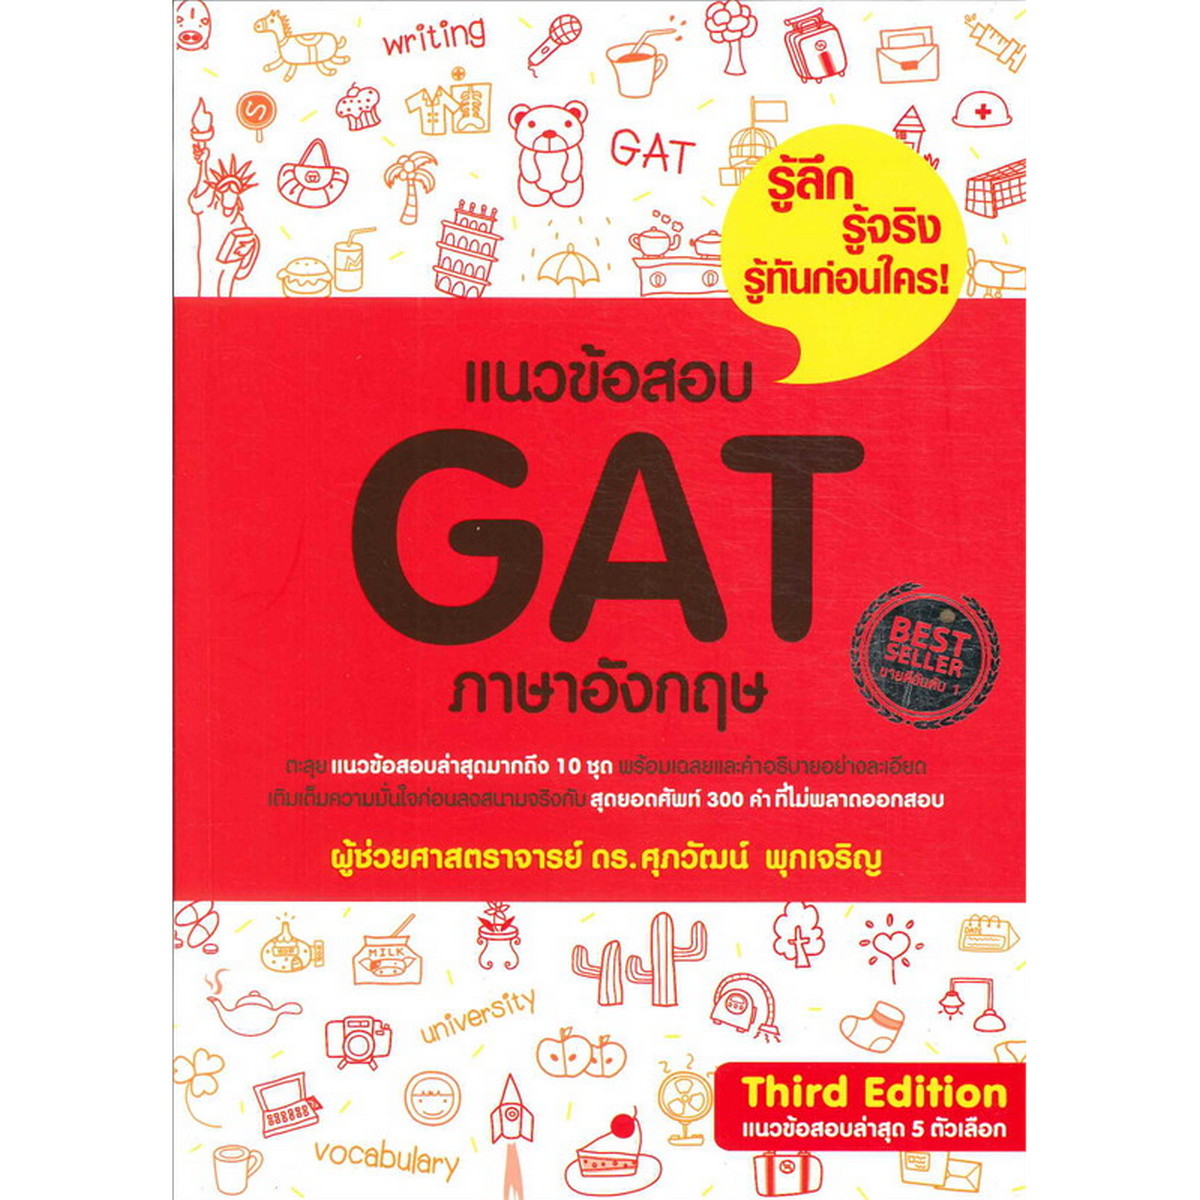 writing
GAT
รู้ลึก
รู้จริง
รู้ทันก่อนใคร!
แนวข้อสอบ
GAT
ภาษาอังกฤษ
BEST
SELLER
ขายดีอันดับ 1
ตะลุย แนวข้อสอบล่าสุดมากถึง 10 ชุด พร้อมเฉลยและคำอธิบายอย่างละเอียด
เติมเต็มความมั่นใจก่อนลงสนามจริงกับ สุดยอดศัพท์ 300 คำ ที่ไม่พลาดออกสอบ
ผู้ช่วยศาสตราจารย์ ดร. ศุภวัฒน์ พุกเจริญ
MILK
DATE
university
vocabulary
Third Edition
แนวข้อสอบล่าสุด 5 ตัวเลือก